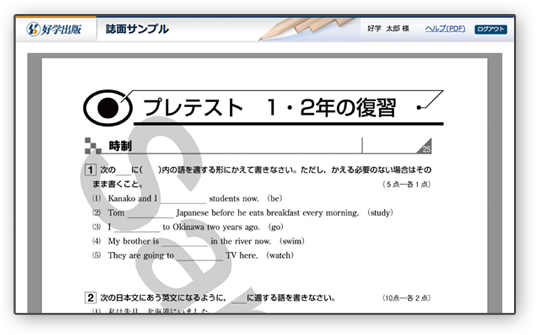 好学出版 誌面サンプル 好学 太郎 様 ヘルプ(PDF) ログアウト
プレテスト 1・2年の復習
時制 25
1 次の__に( )内の語を適する形にかえて書きなさい。ただし,かえる必要のない場合はその
まま書くこと。 (5点―各1点)
(1) Kanako and I ________ students now. (be)
(2) Tom ________ Japanese before he eats breakfast every morning. (study)
(3) I ________ to Okinawa two years ago. (go)
(4) My brother is ________ in the river now. (swim)
(5) They are going to ________ TV here. (watch)
2 次の日本文にあう英文になるように,__に適する語を書きなさい。 (10点―各2点)
(1) 私は先月,北海道にいました。